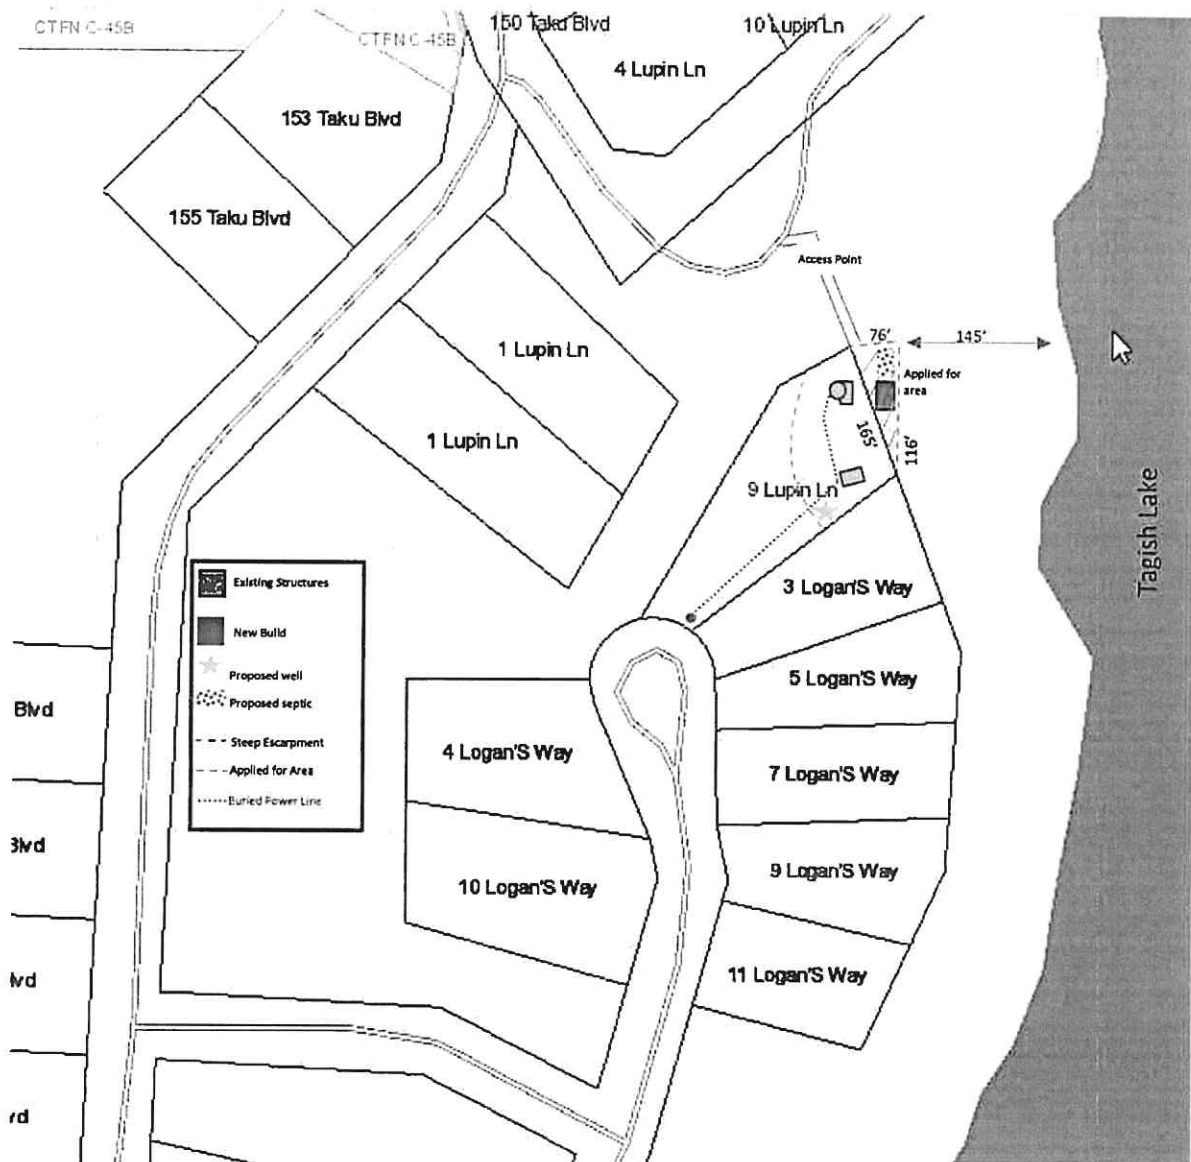 CTFN C-45B
CTFN C-45B
150 Taku Blvd
10 Lupin Ln
4 Lupin Ln
153 Taku Blvd
155 Taku Blvd
Access Point
76'
145'
1 Lupin Ln
Applied for
area
165'
116'
1 Lupin Ln
9 Lupin Ln
Tagish Lake
Existing Structures
3 Logan'S Way
New Build
Proposed well
5 Logan'S Way
Proposed septic
Blvd
Steep Escarpment
4 Logan'S Way
Applied for Area
7 Logan'S Way
Buried Power Line
Blvd
9 Logan'S Way
10 Logan'S Way
lvd
11 Logan'S Way
vd